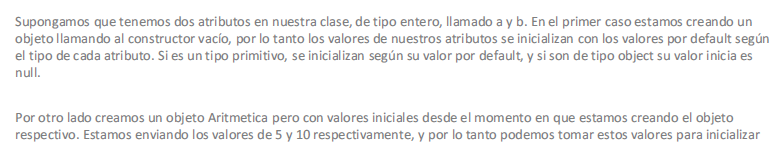 Supongamos que tenemos dos atributos en nuestra clase, de tipo entero, llamado a y b. En el primer caso estamos creando un
objeto llamando al constructor vacío, por lo tanto los valores de nuestros atributos se inicializan con los valores por default según
el tipo de cada atributo. Si es un tipo primitivo, se inicializan según su valor por default, y si son de tipo object su valor inicia es
null.
Por otro lado creamos un objeto Aritmetica pero con valores iniciales desde el momento en que estamos creando el objeto
respectivo. Estamos enviando los valores de 5 y 10 respectivamente, y por lo tanto podemos tomar estos valores para inicializar